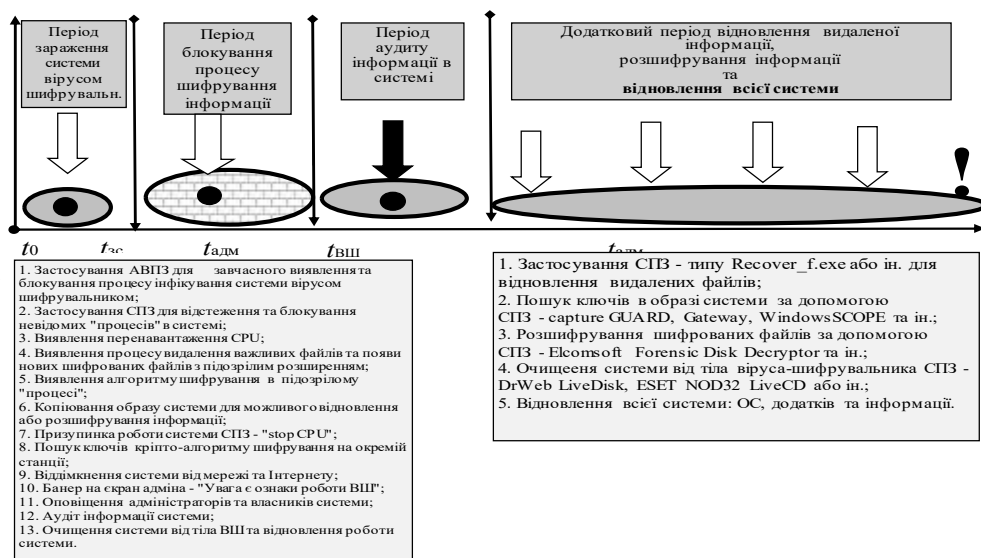 Період
зараження
системи
вірусом
шифрувальн.
Період
блокування
процесу
шифрування
інформації
Період
аудиту
інформації в
системі
Додатковий період відновлення видаленої
інформації,
розшифрування інформації
та
відновлення всієї системи
t0
tзс
tадм
tВШ
tадм
1. Застосування АВПЗ для завчасного виявлення та
блокування процесу інфікування системи вірусом
шифрувальником;
2. Застосування СПЗ для відстеження та блокування
невідомих "процесів" в системі;
3. Виявлення перенавантаження CPU;
4. Виявлення процесу видалення важливих файлів та появи
нових шифрованих файлів з підозрілим розширенням;
5. Виявлення алгоритму шифрування в підозрілому
"процесі";
6. Копіювання образу системи для можливого відновлення
або розшифрування інформації;
7. Призупинка роботи системи СПЗ - "stop CPU";
8. Пошук ключів кріпто-алгоритму шифрування на окремій
станції;
9. Віддімкнення системи від мережі та Інтернету;
10. Банер на екран адміна - "Увага є ознаки роботи ВШ";
11. Оповіщення адміністраторів та власників системи;
12. Аудіт інформації системи;
13. Очищення системи від тіла ВШ та відновлення роботи
системи.
1. Застосування СПЗ - типу Recover_f.exe або ін. для
відновлення видалених файлів;
2. Пошук ключів в образі системи за допомогою
СПЗ - capture GUARD, Gateway, WindowsSCOPE та ін.;
3. Розшифрування шифрованих файлів за допомогою
СПЗ - Elcomsoft Forensic Disk Decryptor та ін.;
4. Очищеня системи від тіла віруса-шифрувальника СПЗ -
DrWeb LiveDisk, ESET NOD32 LiveCD або ін.;
5. Відновлення всієї системи: ОС, додатків та інформації.